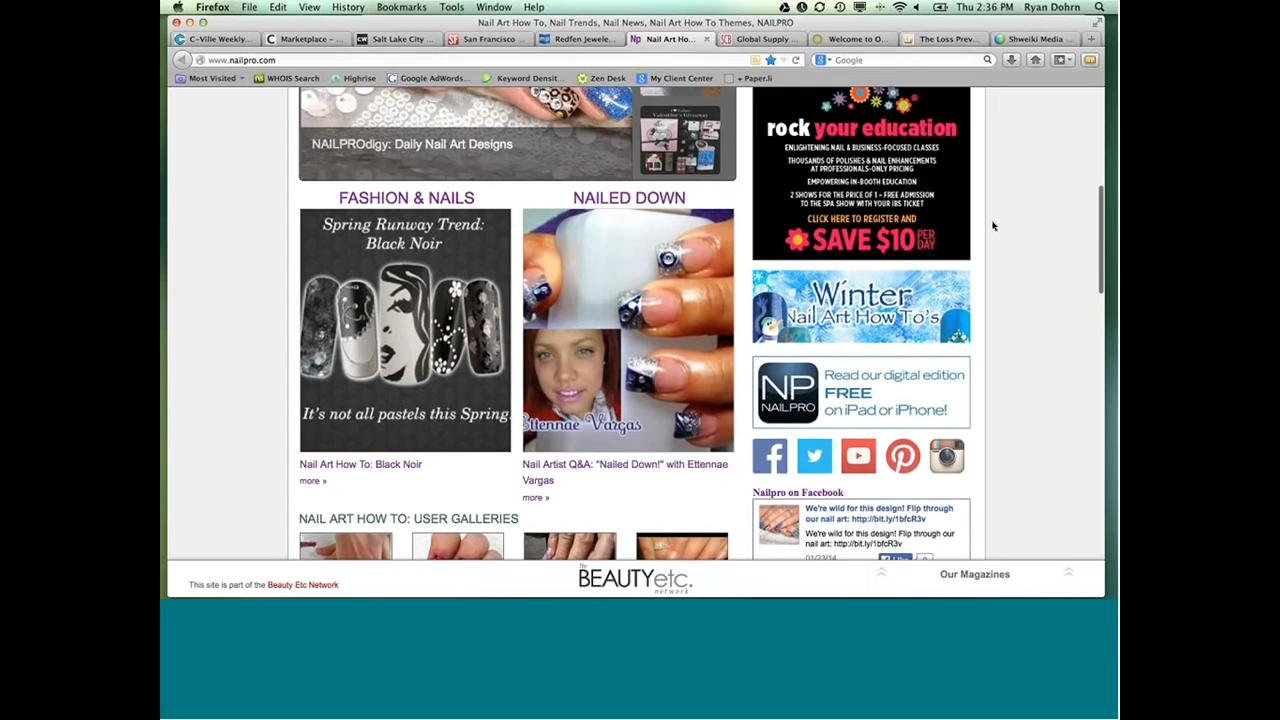 Firefox File Edit View History Bookmarks Tools Window Help Thu 2:36 PM Ryan Dohrn
Nail Art How To, Nail Trends, Nail News, Nail Art How To Themes, NAILPRO
C-Ville Weekly... Marketplace – ... Salt Lake City ... San Francisco ... Redfen Jewele... Nail Art Ho... Global Supply ... Welcome to O... The Loss Prev... Shweiki Media ...
www.nailpro.com Google
Most Visited WHOIS Search Highrise Google AdWords... Keyword Densit... Zen Desk My Client Center + Paper.li
NAILPROdigy: Daily Nail Art Designs
FASHION & NAILS
Spring Runway Trend:
Black Noir
It's not all pastels this Spring.
Nail Art How To: Black Noir
more »
NAILED DOWN
Ettennae Vargas
Nail Artist Q&A: "Nailed Down!" with Ettennae
Vargas
more »
NAIL ART HOW TO: USER GALLERIES
rock your education
ENLIGHTENING NAIL & BUSINESS-FOCUSED CLASSES
THOUSANDS OF POLISHES & NAIL ENHANCEMENTS
AT PROFESSIONALS-ONLY PRICING
EMPOWERING IN-BOOTH EDUCATION
2 SHOWS FOR THE PRICE OF 1 - FREE ADMISSION
TO THE SPA SHOW WITH YOUR IBS TICKET
CLICK HERE TO REGISTER AND
SAVE $10 PER DAY
Winter
Nail Art How To's
NP
NAILPRO
Read our digital edition
FREE
on iPad or iPhone!
Nailpro on Facebook
We're wild for this design! Flip through
our nail art: http://bit.ly/1bfcR3v
We're wild for this design! Flip through our
nail art: http://bit.ly/1bfcR3v
01/23/14
This site is part of the Beauty Etc Network
The
BEAUTYetc.
network
Our Magazines